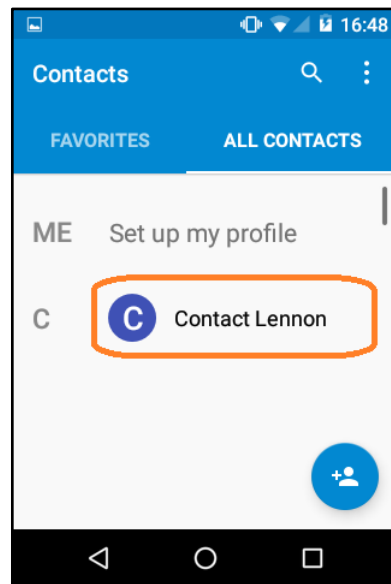 16:48
Contacts
FAVORITES ALL CONTACTS
ME Set up my profile
C C Contact Lennon